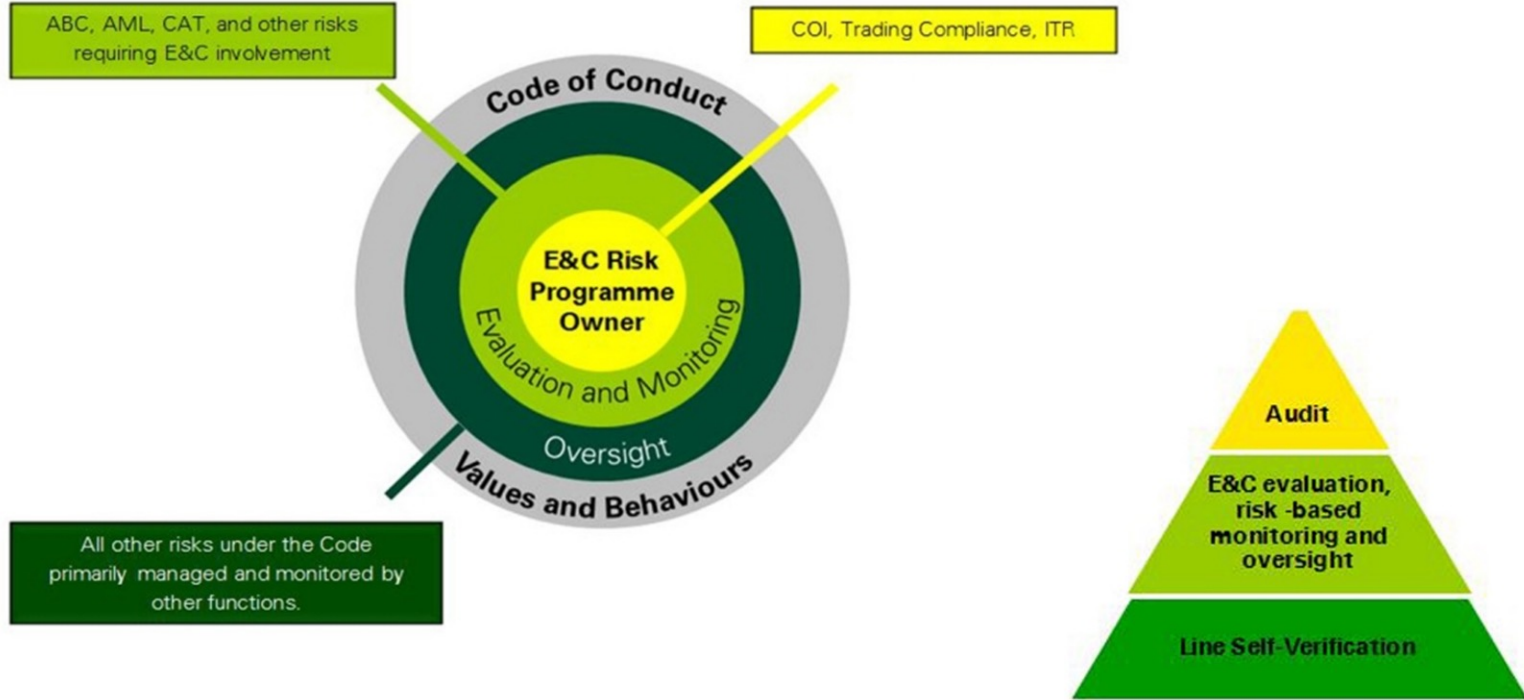 ABC, AML, CAT, and other risks
requiring E&C involvement
COI, Trading Compliance, ITR
Code of Conduct
E&C Risk
Programme
Owner
Evaluation and Monitoring
Oversight
Values and Behaviours
All other risks under the Code
primarily managed and monitored by
other functions.
Audit
E&C evaluation,
risk -based
monitoring and
oversight
Line Self-Verification